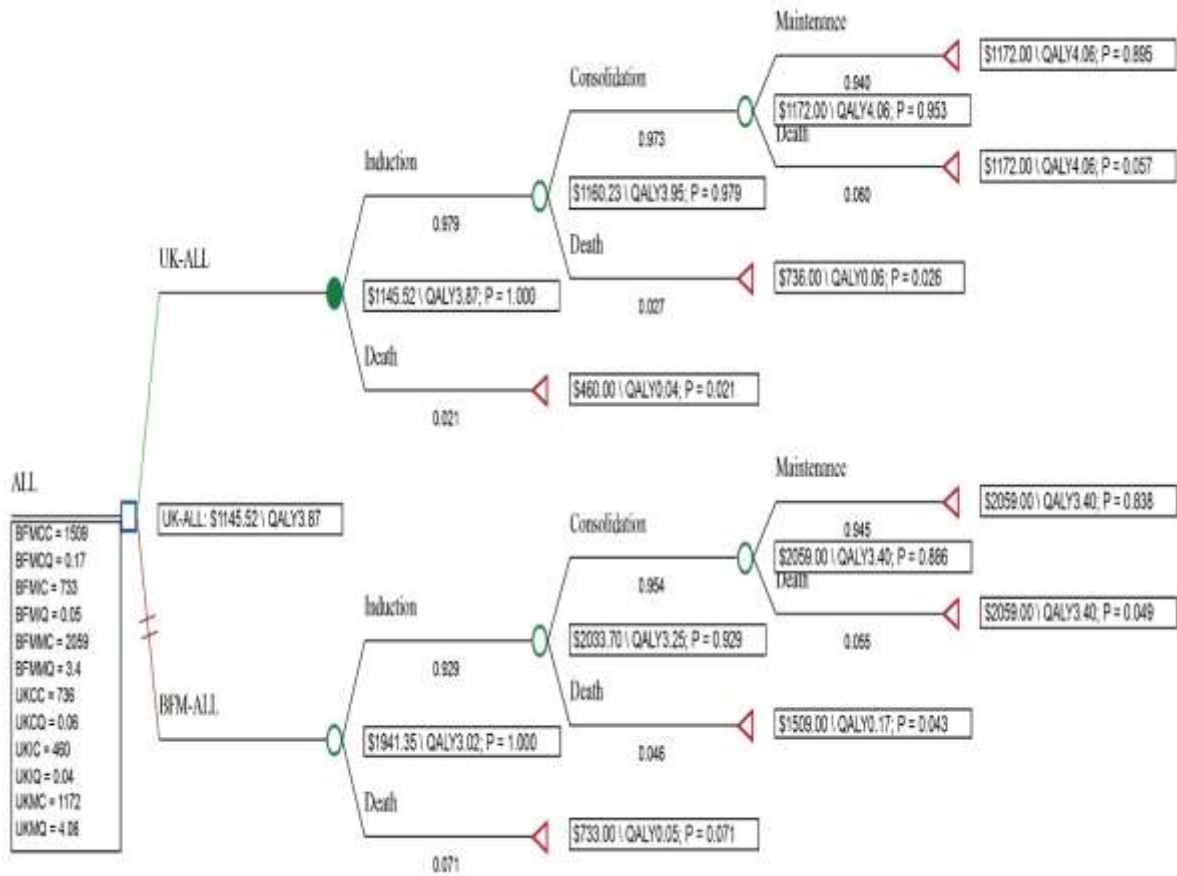 Maintenance
$1172.00 \ QALY4.06; P = 0.895
Consolidation
0.940
$1172.00 \ QALY4.06; P = 0.953
0.973
Death
Induction
$1172.00 \ QALY4.06; P = 0.057
$1160.23 \ QALY3.95; P = 0.979
0.060
0.979
UK-ALL
Death
$1145.52 \ QALY3.87; P = 1.000
$736.00 \ QALY0.06; P = 0.026
0.027
Death
$460.00 \ QALY0.04; P = 0.021
0.021
ALL
UK-ALL: $1145.52 \ QALY3.87
BFMCC = 1509
BFMCQ = 0.17
BFMIC = 733
BFMIQ = 0.05
BFMMC = 2059
BFMMQ = 3.4
UKCC = 736
UKCQ = 0.06
UKIC = 460
UKIQ = 0.04
UKMC = 1172
UKMQ = 4.06
Maintenance
$2059.00 \ QALY3.40; P = 0.838
Consolidation
0.945
$2059.00 \ QALY3.40; P = 0.886
0.954
Death
Induction
$2059.00 \ QALY3.40; P = 0.049
$2033.70 \ QALY3.25; P = 0.929
0.055
0.929
Death
BFM-ALL
$1941.35 \ QALY3.02; P = 1.000
$1509.00 \ QALY0.17; P = 0.043
0.046
Death
$733.00 \ QALY0.05; P = 0.071
0.071